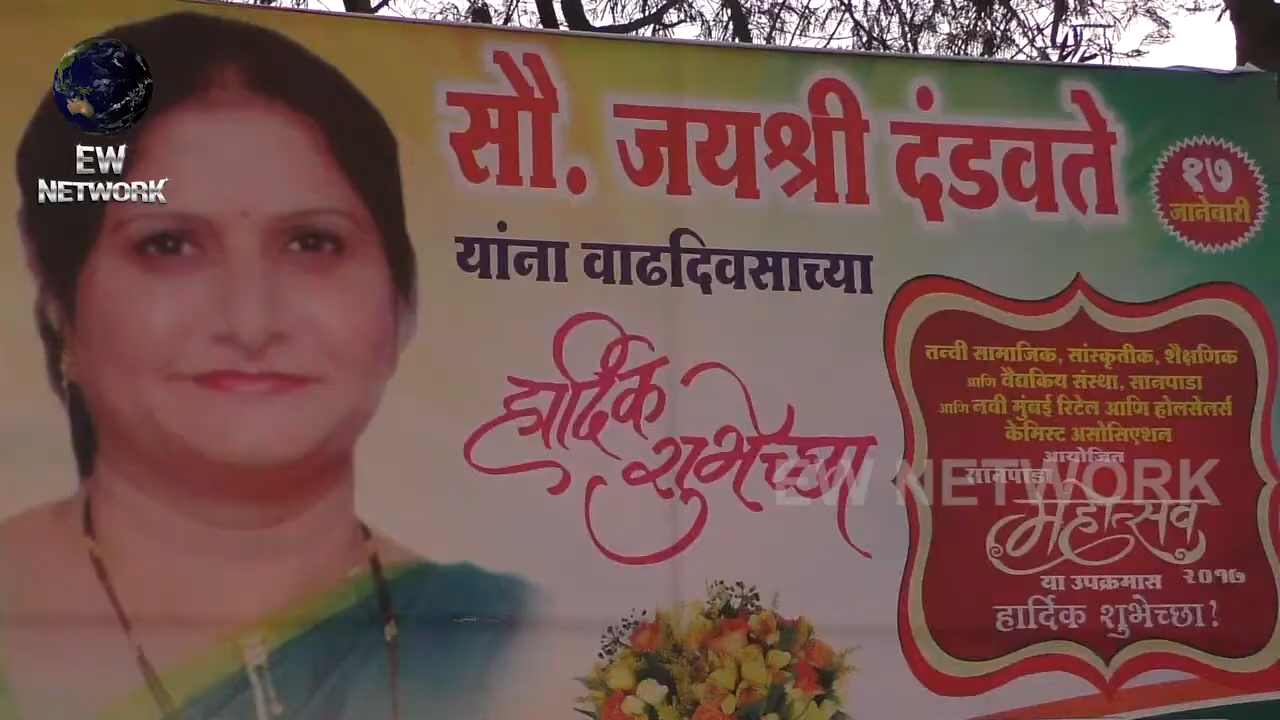 EW
NETWORK
सौ. जयश्री दंडवते
१७
जानेवारी
यांना वाढदिवसाच्या
हार्दिक
शुभेच्छा
तन्वी सामाजिक, सांस्कृतीक, शैक्षणिक
आणि वैद्यकिय संस्था, सानपाडा
आणि नवी मुंबई रिटेल आणि होलसेलर्स
केमिस्ट असोसिएशन
आयोजित
सानपाडा
EW NETWORK
महोत्सव
२०१७
या उपक्रमास
हार्दिक शुभेच्छा!